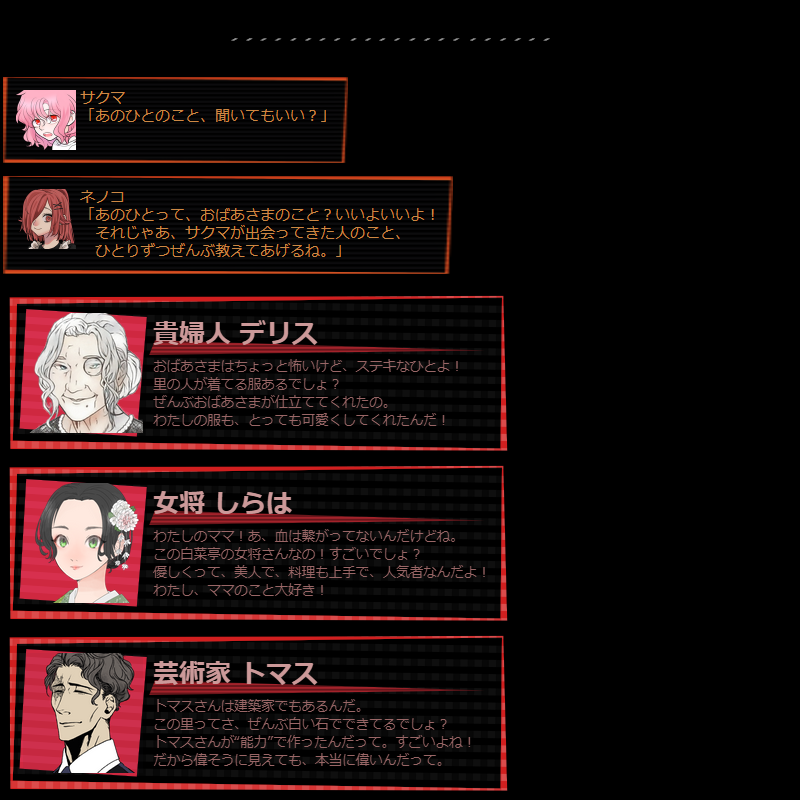 サクマ
「あのひとのこと、聞いてもいい？」
ネノコ
「あのひとって、おばあさまのこと？いいよいいよ！
それじゃあ、サクマが出会ってきた人のこと、
ひとりずつぜんぶ教えてあげるね。」
貴婦人 デリス
おばあさまはちょっと怖いけど、ステキなひとよ！
里の人が着てる服あるでしょ？
ぜんぶおばあさまが仕立ててくれたの。
わたしの服も、とっても可愛くしてくれたんだ！
女将 しらは
わたしのママ！あ、血は繋がってないんだけどね。
この白菜亭の女将さんなの！すごいでしょ？
優しくって、美人で、料理も上手で、人気者なんだよ！
わたし、ママのこと大好き！
芸術家 トマス
トマスさんは建築家でもあるんだ。
この里ってさ、ぜんぶ白い石でできてるでしょ？
トマスさんが“能力”で作ったんだって。すごいよね！
だから偉そうに見えても、本当に偉いんだって。